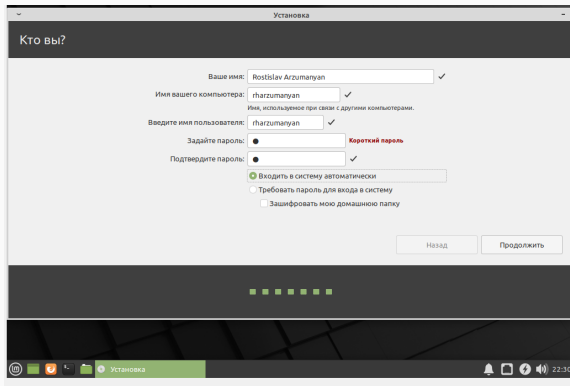 Установка
Кто вы?
Ваше имя: Rostislav Arzumanyan
Имя вашего компьютера: rharzumanyan
Имя, используемое при связи с другими компьютерами.
Введите имя пользователя: rharzumanyan
Задайте пароль: ● Короткий пароль
Подтвердите пароль: ●
Входить в систему автоматически
Требовать пароль для входа в систему
Зашифровать мою домашнюю папку
Назад Продолжить
Установка 22:30